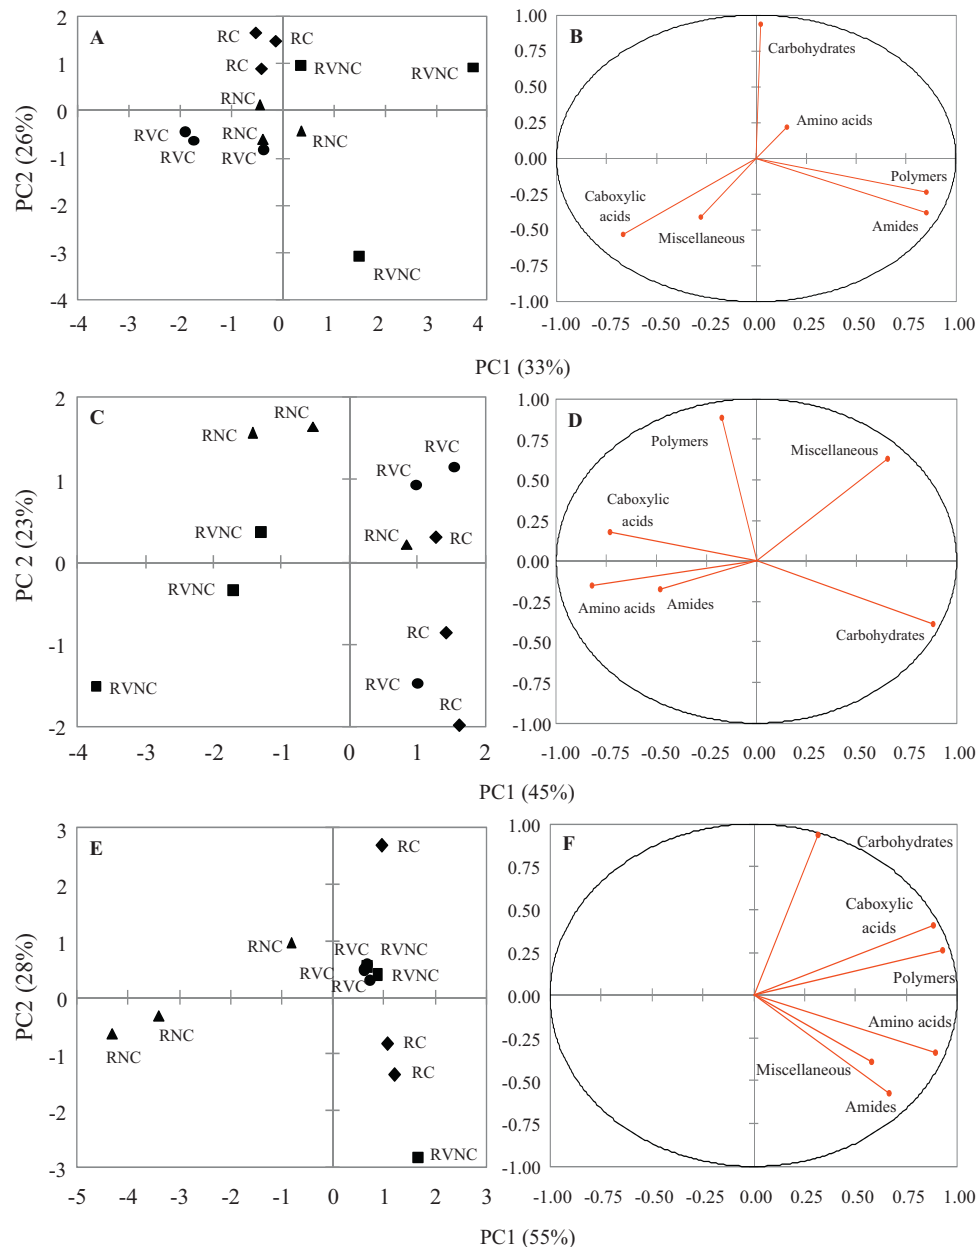 A
2
1
0
-1
-2
-3
-4
-4 -3 -2 -1 0 1 2 3 4
PC2 (26%)
RC
RC
RC
RVNC
RVNC
RNC
RVC
RVC
RNC
RVC
RNC
RVNC
B
1.00
0.75
0.50
0.25
0.00
-0.25
-0.50
-0.75
-1.00
-1.00 -0.75 -0.50 -0.25 0.00 0.25 0.50 0.75 1.00
Carbohydrates
Amino acids
Polymers
Amides
Caboxylic
acids
Miscellaneous
PC1 (33%)
C
2
1
0
-1
-2
-4 -3 -2 -1 0 1 2
PC 2 (23%)
RNC
RNC
RVC
RVC
RVNC
RNC
RC
RVNC
RC
RVNC
RVC
RC
D
1.00
0.75
0.50
0.25
0.00
-0.25
-0.50
-0.75
-1.00
-1.00 -0.75 -0.50 -0.25 0.00 0.25 0.50 0.75 1.00
Polymers
Miscellaneous
Caboxylic
acids
Amino acids
Amides
Carbohydrates
PC1 (45%)
E
3
2
1
0
-1
-2
-3
-5 -4 -3 -2 -1 0 1 2 3
PC2 (28%)
RC
RNC
RVC
RVNC
RVC
RVNC
RVC
RNC
RNC
RC
RC
RVNC
F
1.00
0.75
0.50
0.25
0.00
-0.25
-0.50
-0.75
-1.00
-1.00 -0.75 -0.50 -0.25 0.00 0.25 0.50 0.75 1.00
Carbohydrates
Caboxylic
acids
Polymers
Amino acids
Miscellaneous
Amides
PC1 (55%)